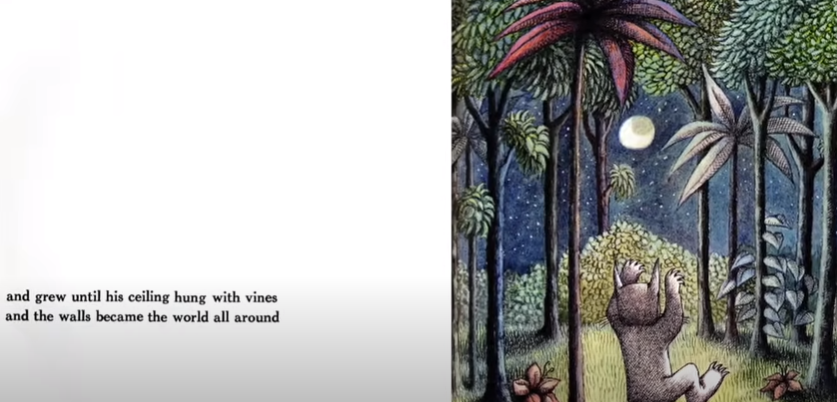 and grew until his ceiling hung with vines
and the walls became the world all around